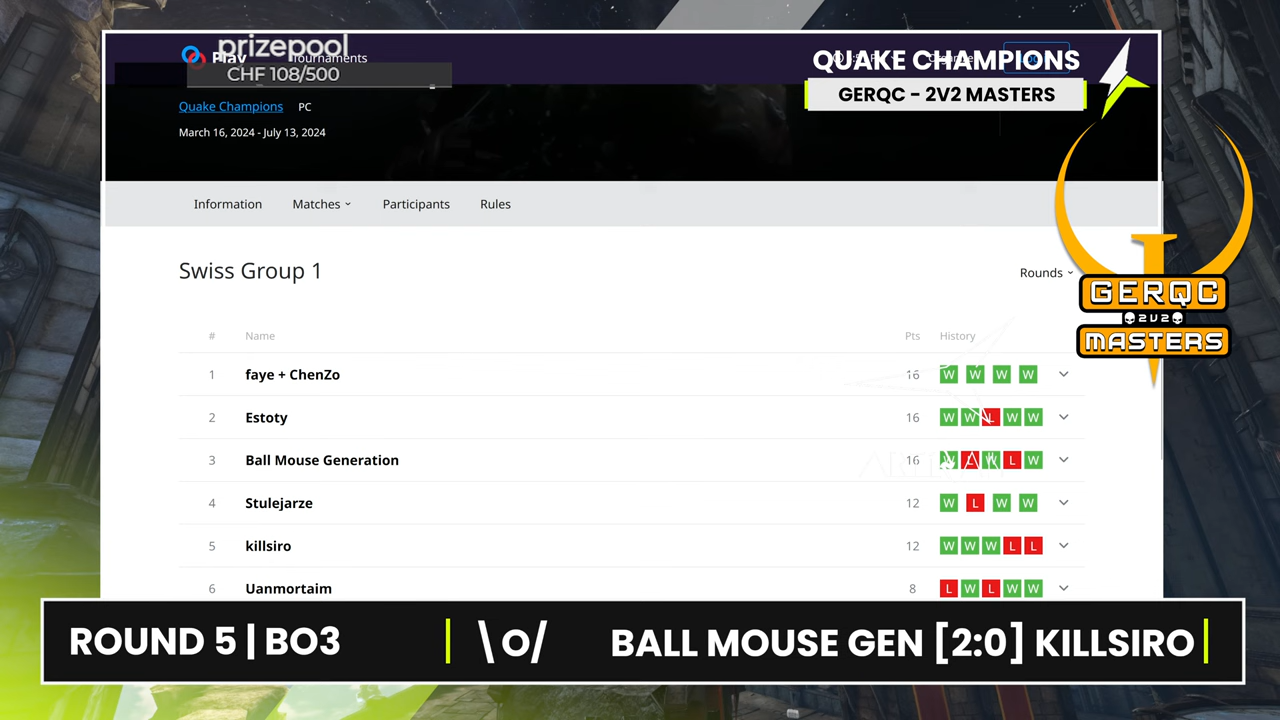 prizepool
Play
Tournaments
CHF 108/500
QUAKE CHAMPIONS
GERQC - 2V2 MASTERS
Quake Champions PC
March 16, 2024 - July 13, 2024
Information Matches Participants Rules
Swiss Group 1
Rounds
GERQC
2V2
MASTERS
# Name Pts History
1 faye + ChenZo 16 W W W W
2 Estoty 16 W W L W W
3 Ball Mouse Generation 16 W L W L W
4 Stulejarze 12 W L W W
5 killsiro 12 W W W L L
6 Uanmortaim 8 L W L W W
ROUND 5 | BO3 \o/ BALL MOUSE GEN [2:0] KILLSIRO